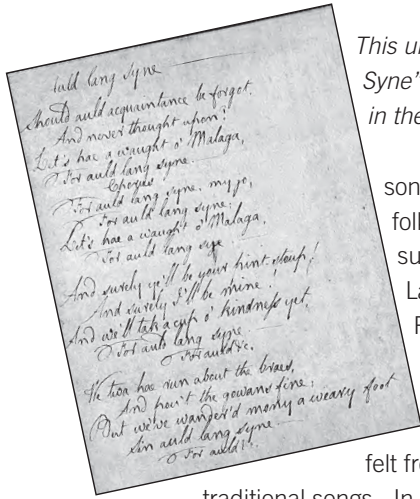 Auld lang syne
Should auld acquaintance be forgot,
And never thought upon;
Let's hae a waught o' Malaga,
For auld lang syne.
Chorus
For auld lang syne, my jo,
For auld lang syne;
Let's hae a waught o' Malaga,
For auld lang syne
And surely ye'll be your pint-stoup!
And surely I'll be mine!
And we'll tak a cup o' kindness yet,
For auld lang syne
For auld &c.
We twa hae run about the braes,
And pou't the gowans fine;
But we've wander'd mony a weary foot
Sin auld lang syne
For auld
This
Syne'
in the
felt
traditional songs. In